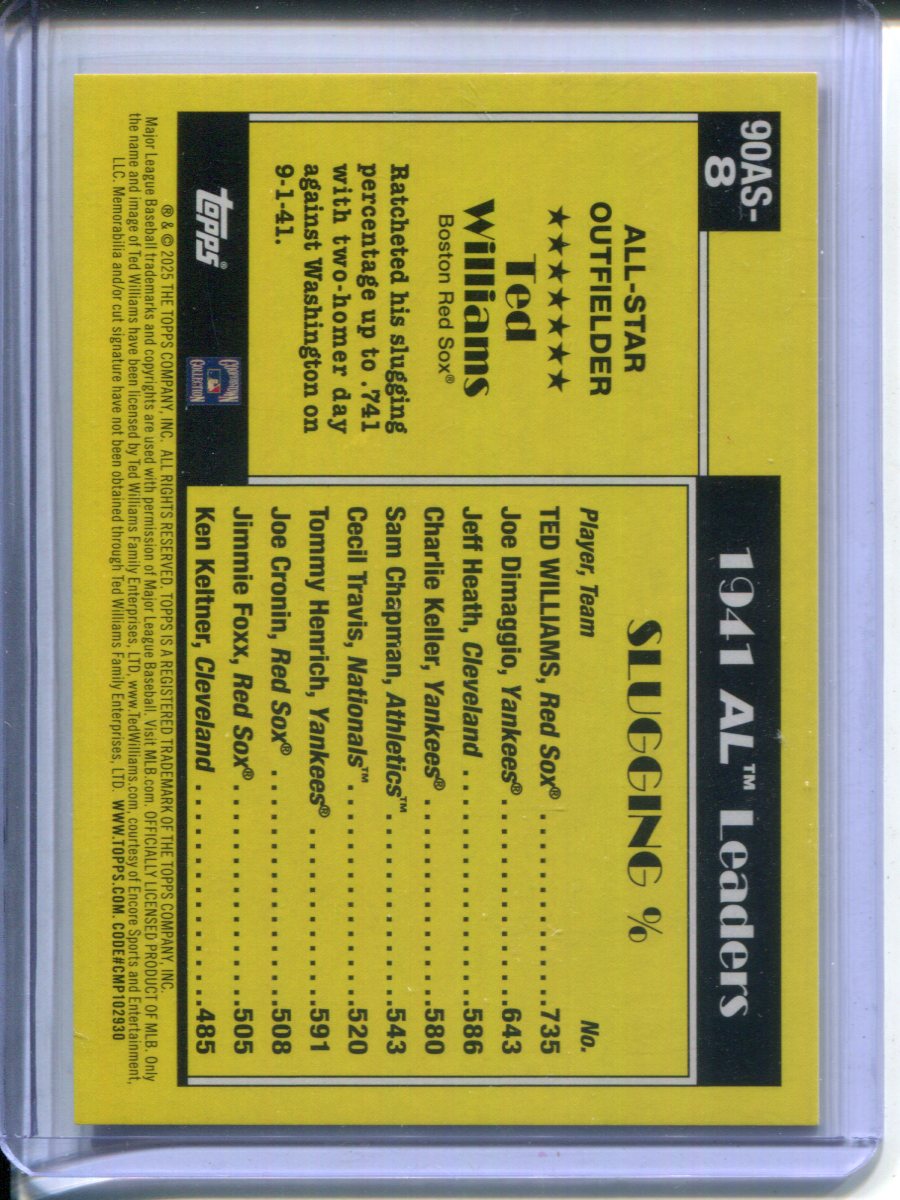 90AS-
8
ALL-STAR
OUTFIELDER
★★★★★★★
Ted
Williams
Boston Red Sox®
Ratcheted his slugging
percentage up to .741
with two-homer day
against Washington on
9-1-41.
topps®
COOPERSTOWN
COLLECTION
1941 AL™ Leaders
SLUGGING %
Player, Team No.
TED WILLIAMS, Red Sox® . . . . . . . . . . ..735
Joe Dimaggio, Yankees® . . . . . . . . . . ..643
Jeff Heath, Cleveland . . . . . . . . . . . . ..586
Charlie Keller, Yankees® . . . . . . . . . . ..580
Sam Chapman, Athletics™ . . . . . . . . . ..543
Cecil Travis, Nationals™ . . . . . . . . . . . ..520
Tommy Henrich, Yankees® . . . . . . . . ..591
Joe Cronin, Red Sox® . . . . . . . . . . . . ..508
Jimmie Foxx, Red Sox® . . . . . . . . . . . ..505
Ken Keltner, Cleveland . . . . . . . . . . . ..485
® & © 2025 THE TOPPS COMPANY, INC. ALL RIGHTS RESERVED. TOPPS IS A REGISTERED TRADEMARK OF THE TOPPS COMPANY, INC.
Major League Baseball trademarks and copyrights are used with permission of Major League Baseball. Visit MLB.com. OFFICIALLY LICENSED PRODUCT OF MLB. Only
the name and image of Ted Williams have been licensed by Ted Williams Family Enterprises, LTD, www.TedWilliams.com, courtesy of Encore Sports and Entertainment,
LLC. Memorabilia and/or cut signature have not been obtained through Ted Williams Family Enterprises, LTD. WWW.TOPPS.COM. CODE#CMP102930